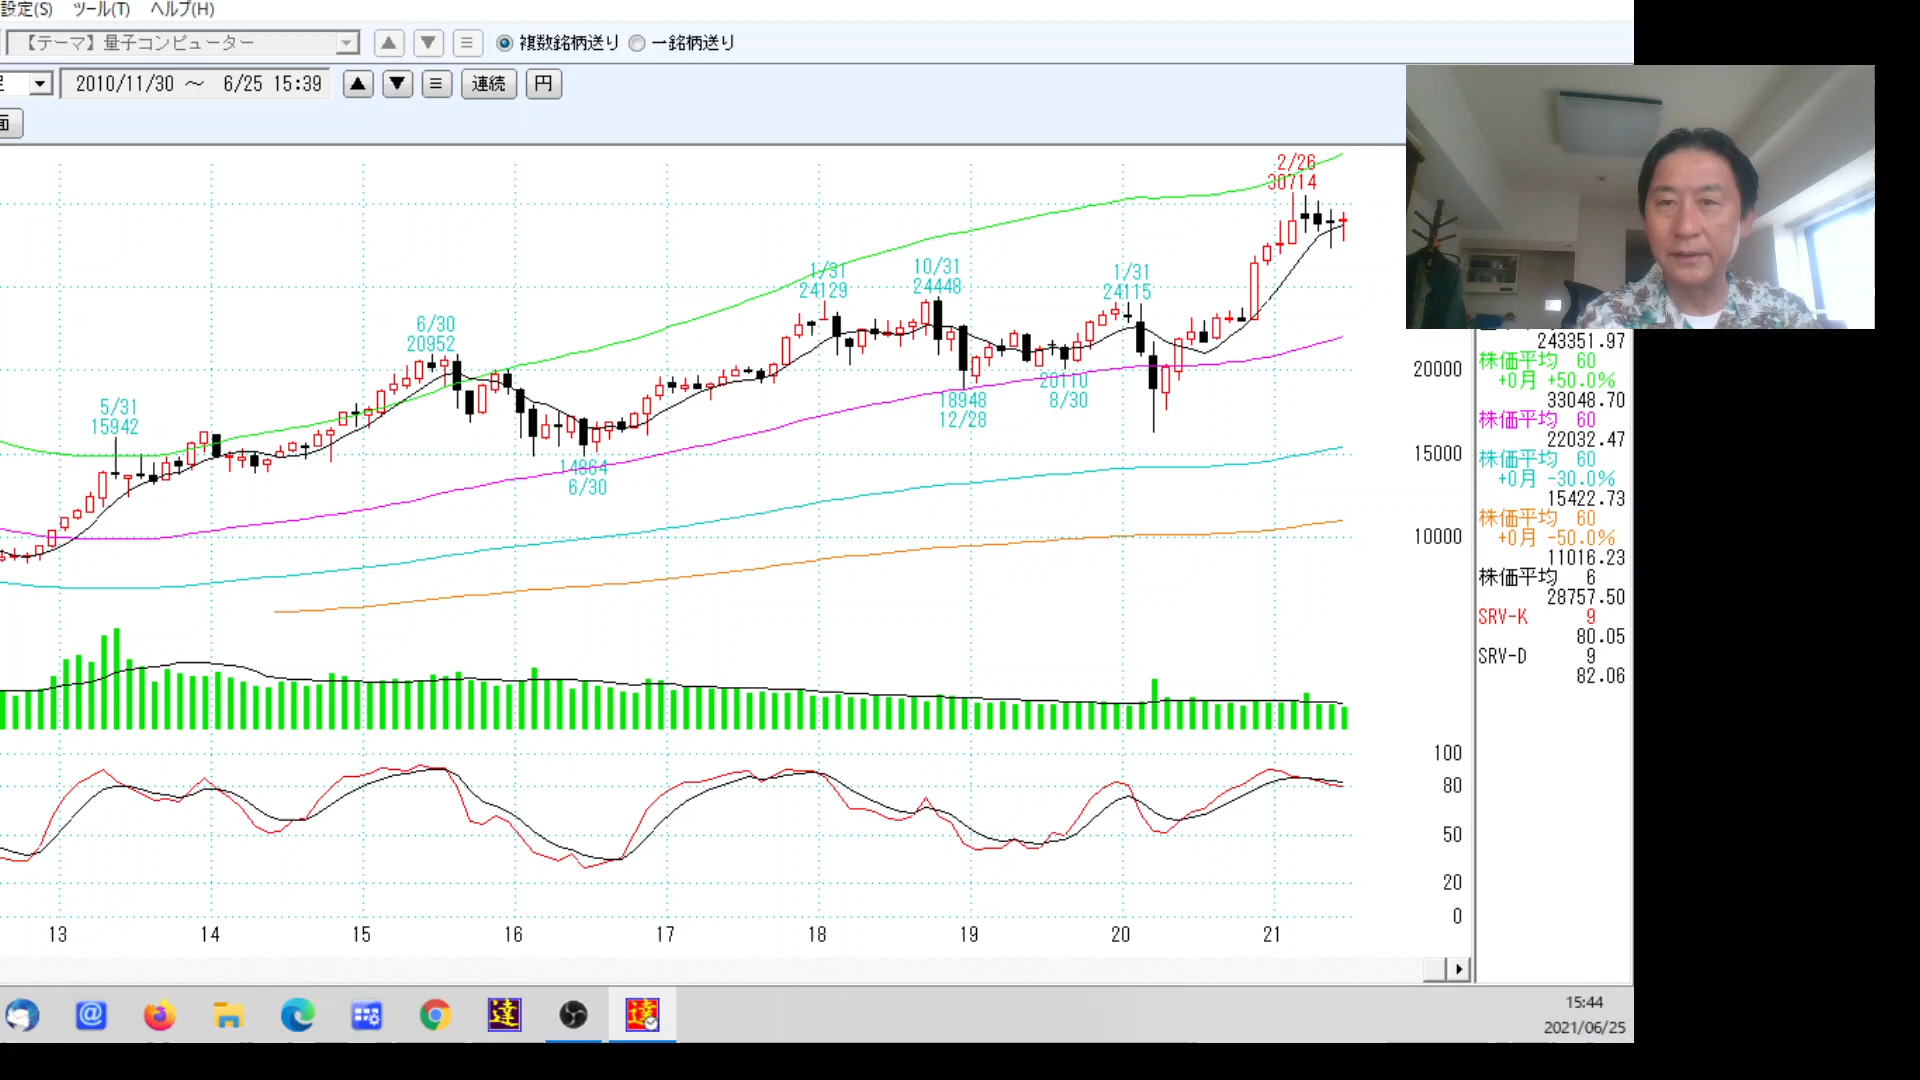 設定(S) ツール(T) ヘルプ(H)
【テーマ】量子コンピューター
複数銘柄送り 一銘柄送り
2010/11/30 ～ 6/25 15:39
連続 円
面
2/26
30714
1/31
24129
10/31
24448
1/31
24115
6/30
20952
5/31
15942
20110
8/30
18948
12/28
14864
6/30
20000
15000
10000
243351.97
株価平均 60
+0月 +50.0%
33048.70
株価平均 60
22032.47
株価平均 60
+0月 -30.0%
15422.73
株価平均 60
+0月 -50.0%
11016.23
株価平均 6
28757.50
SRV-K 9
80.05
SRV-D 9
82.06
100
80
50
20
0
13 14 15 16 17 18 19 20 21
達
達
15:44
2021/06/25